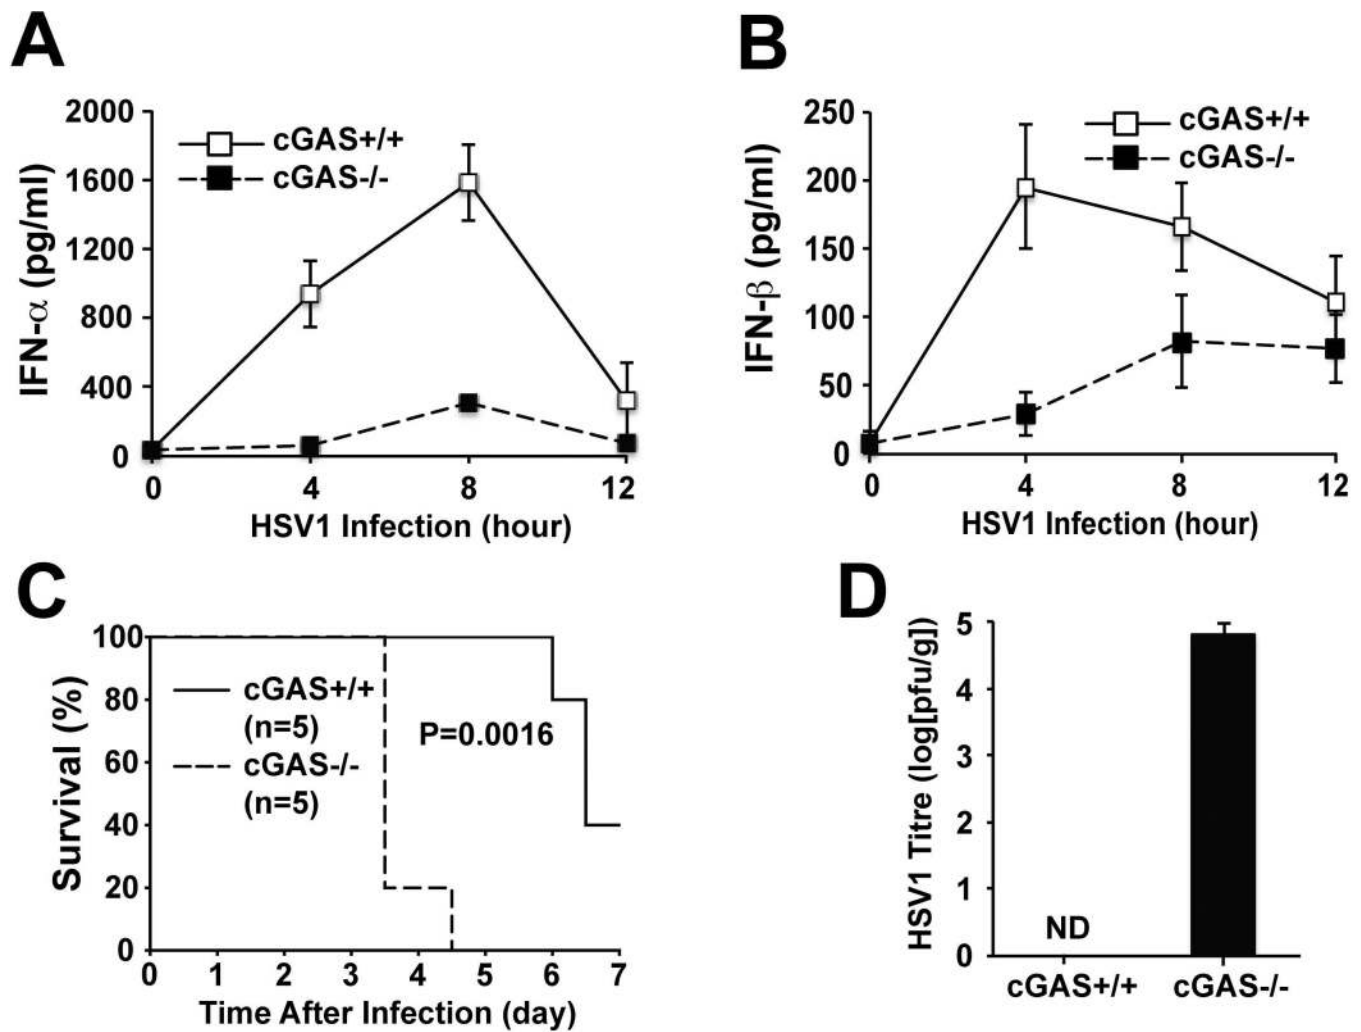 A
2000
1600
1200
800
400
0
IFN-α (pg/ml)
cGAS+/+
cGAS-/-
0 4 8 12
HSV1 Infection (hour)
B
250
200
150
100
50
0
IFN-β (pg/ml)
cGAS+/+
cGAS-/-
0 4 8 12
HSV1 Infection (hour)
C
100
80
60
40
20
0
Survival (%)
cGAS+/+
(n=5)
cGAS-/-
(n=5)
P=0.0016
0 1 2 3 4 5 6 7
Time After Infection (day)
D
5
4
3
2
1
0
HSV1 Titre (log[pfu/g])
ND
cGAS+/+ cGAS-/-